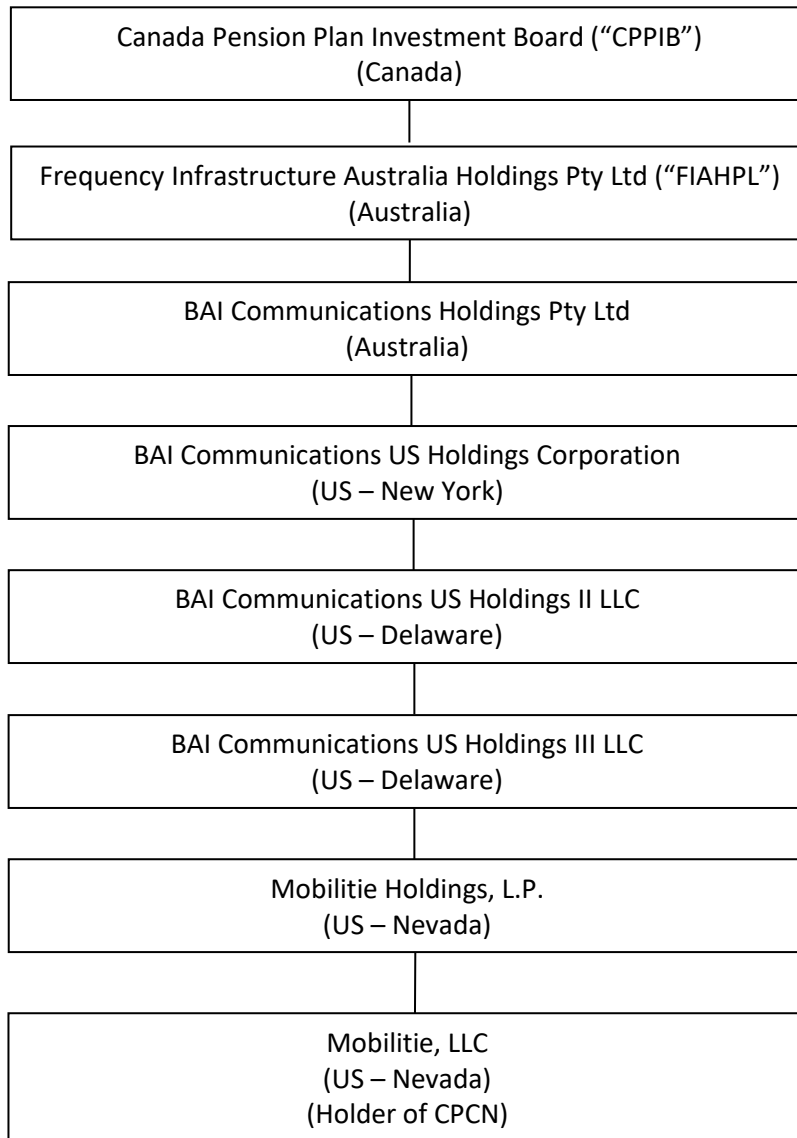 Canada Pension Plan Investment Board (“CPPIB”)
(Canada)
Frequency Infrastructure Australia Holdings Pty Ltd (“FIAHPL”)
(Australia)
BAI Communications Holdings Pty Ltd
(Australia)
BAI Communications US Holdings Corporation
(US – New York)
BAI Communications US Holdings II LLC
(US – Delaware)
BAI Communications US Holdings III LLC
(US – Delaware)
Mobilitie Holdings, L.P.
(US – Nevada)
Mobilitie, LLC
(US – Nevada)
(Holder of CPCN)